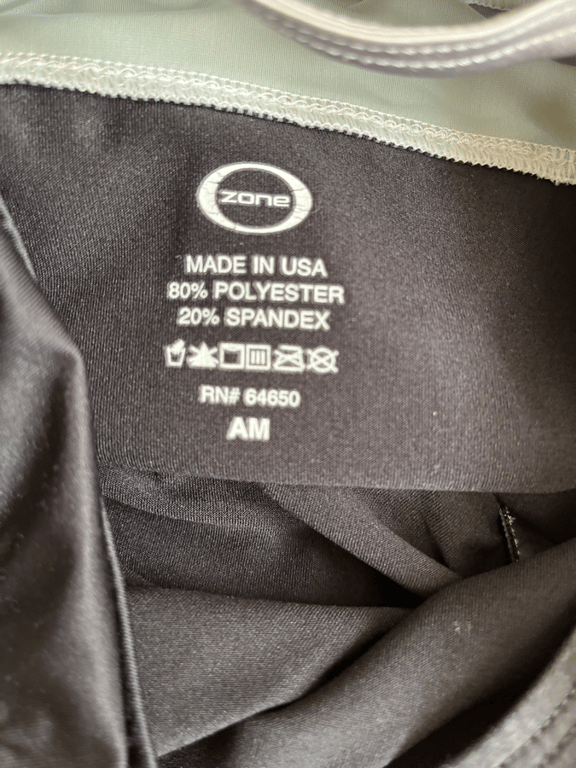 ZONE
MADE IN USA
80% POLYESTER
20% SPANDEX
RN# 64650
AM